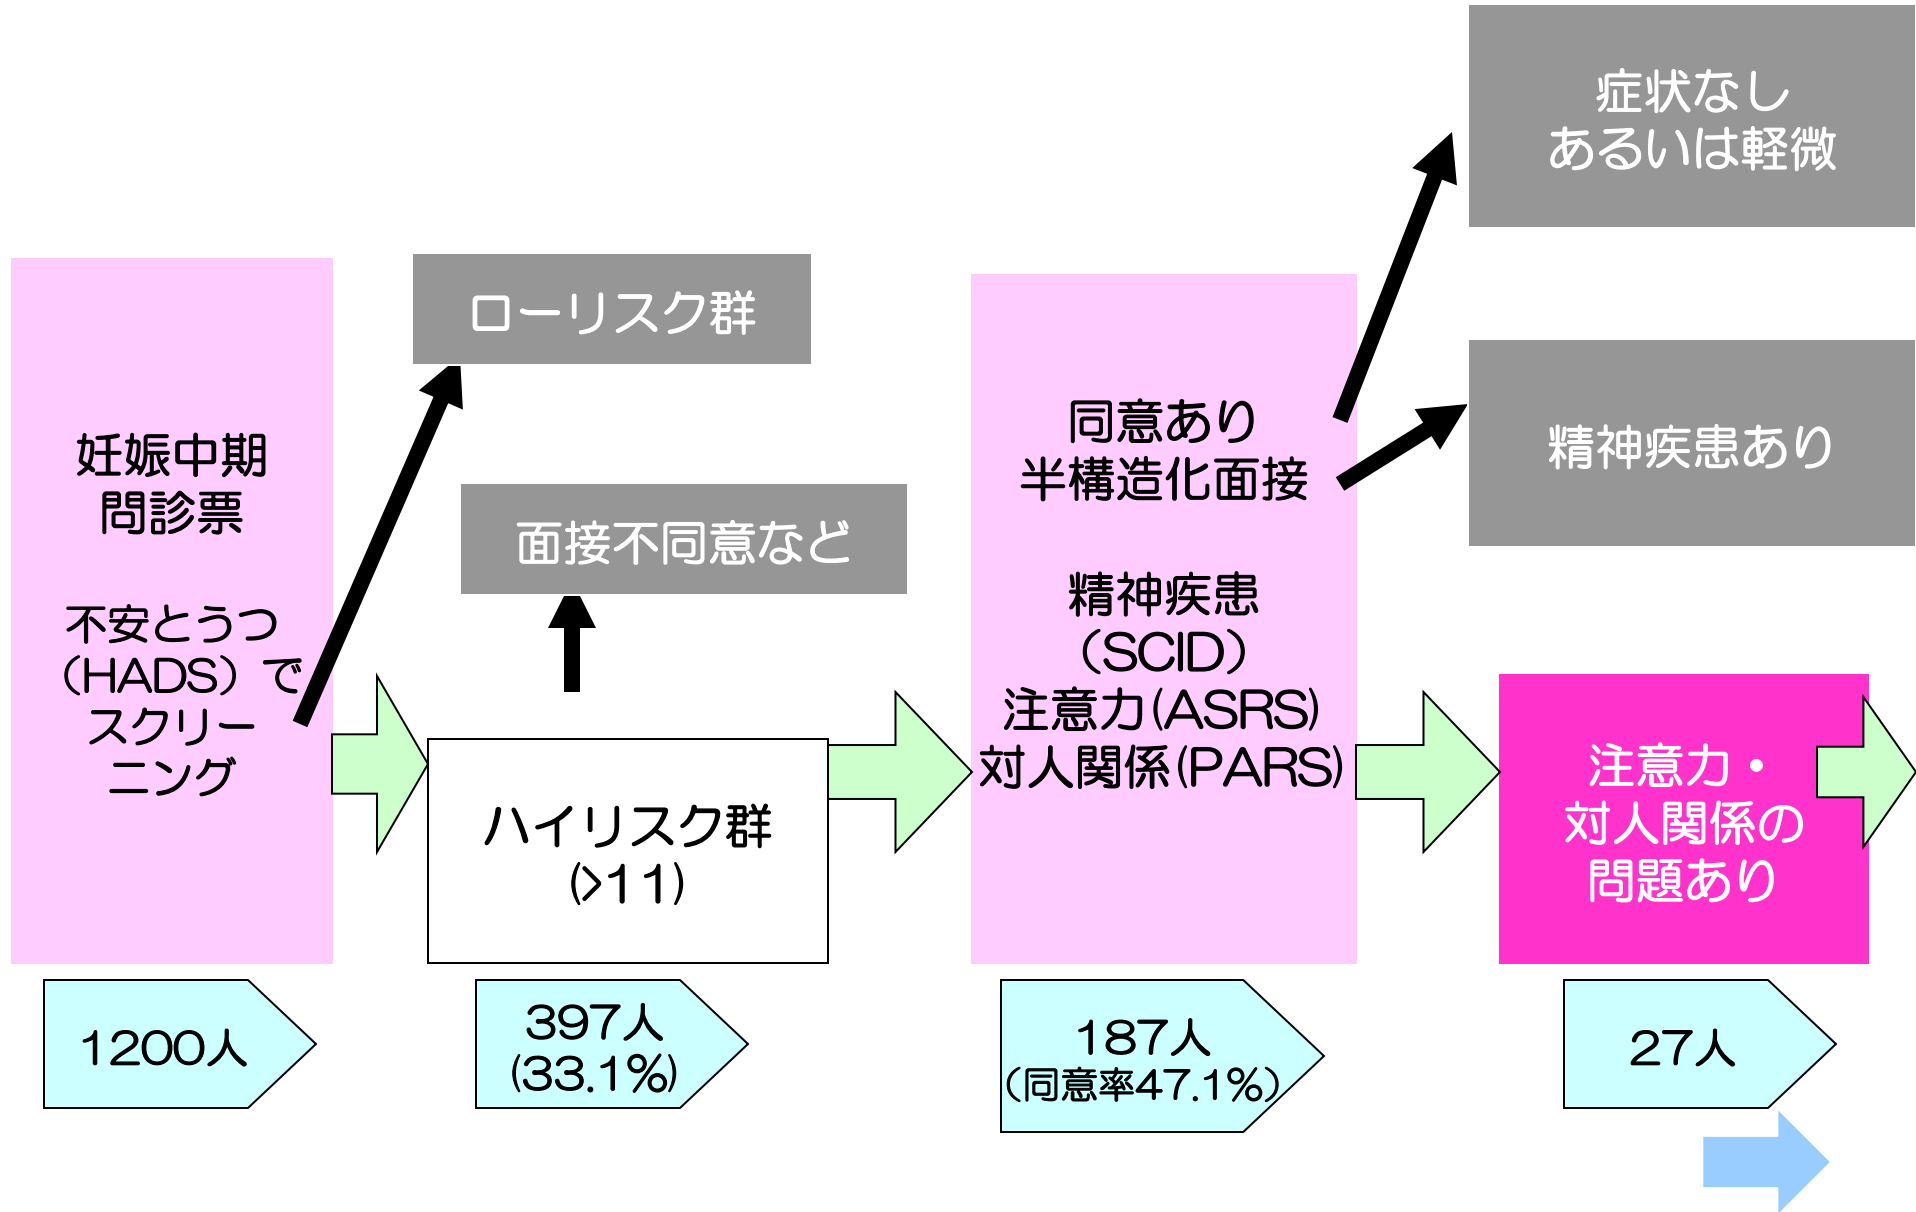 妊娠中期
問診票
不安とうつ
（HADS）で
スクリー
ニング
1200人
ローリスク群
面接不同意など
ハイリスク群
(>11)
397人
(33.1%)
同意あり
半構造化面接
精神疾患
（SCID）
注意力(ASRS)
対人関係(PARS)
187人
（同意率47.1%）
症状なし
あるいは軽微
精神疾患あり
注意力・
対人関係の
問題あり
27人